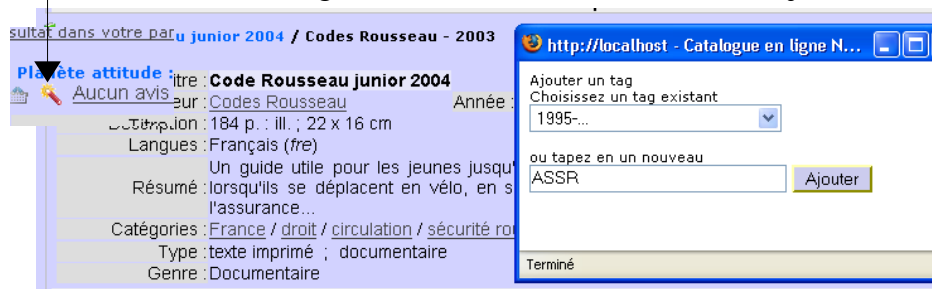 sultat dans votre par
u junior 2004 / Codes Rousseau - 2003
Planète attitude :
Aucun avis
itre : Code Rousseau junior 2004
eur : Codes Rousseau Année :
184 p. : ill. ; 22 x 16 cm
Langues : Français (fre)
Résumé : Un guide utile pour les jeunes jusqu'
lorsqu'ils se déplacent en vélo, en s
l'assurance...
Catégories : France / droit / circulation / sécurité rou
Type : texte imprimé ; documentaire
Genre : Documentaire
http://localhost - Catalogue en ligne N...
Ajouter un tag
Choisissez un tag existant
1995-...
ou tapez en un nouveau
ASSR
Ajouter
Terminé